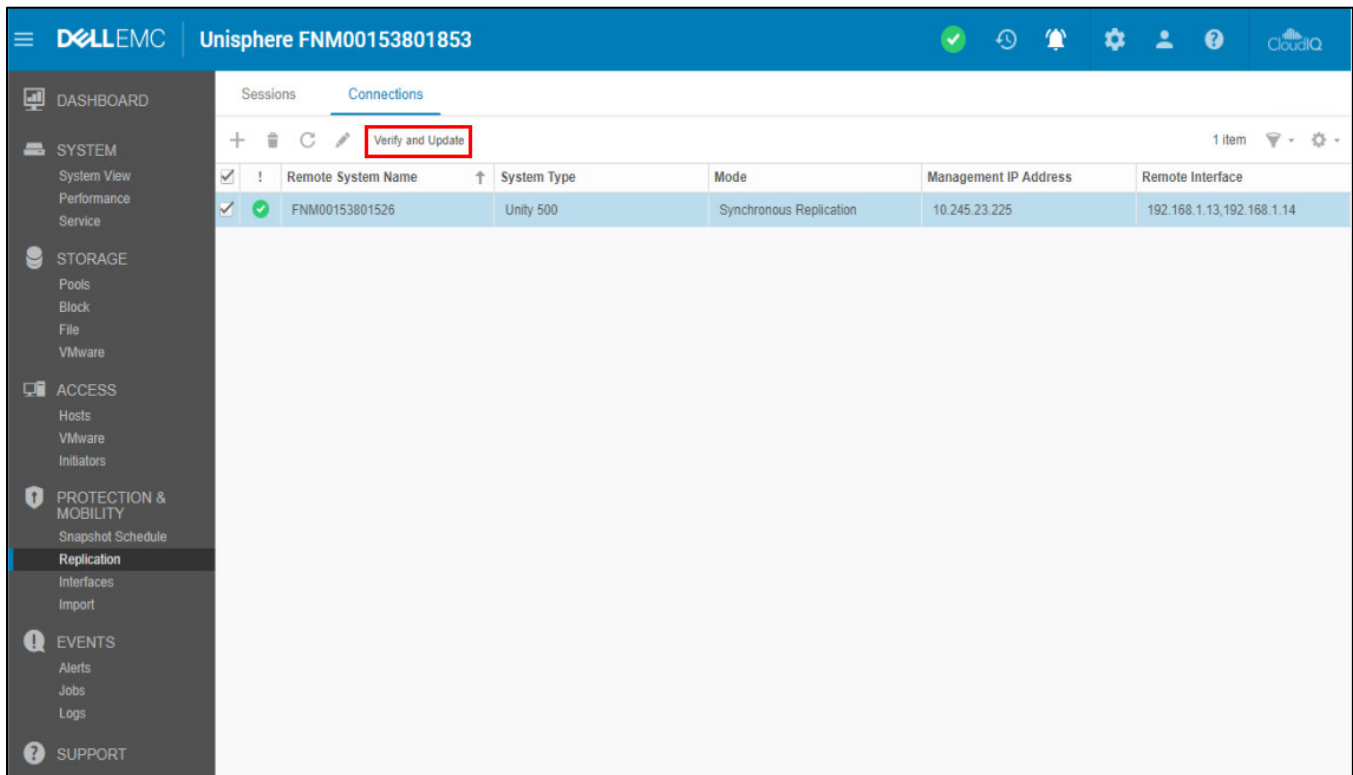 DELLEMC Unisphere FNM00153801853 CloudIQ
DASHBOARD
SYSTEM
System View
Performance
Service
STORAGE
Pools
Block
File
VMware
ACCESS
Hosts
VMware
Initiators
PROTECTION &
MOBILITY
Snapshot Schedule
Replication
Interfaces
Import
EVENTS
Alerts
Jobs
Logs
SUPPORT
Sessions Connections
Verify and Update 1 item
! Remote System Name System Type Mode Management IP Address Remote Interface
FNM00153801526 Unity 500 Synchronous Replication 10.245.23.225 192.168.1.13,192.168.1.14